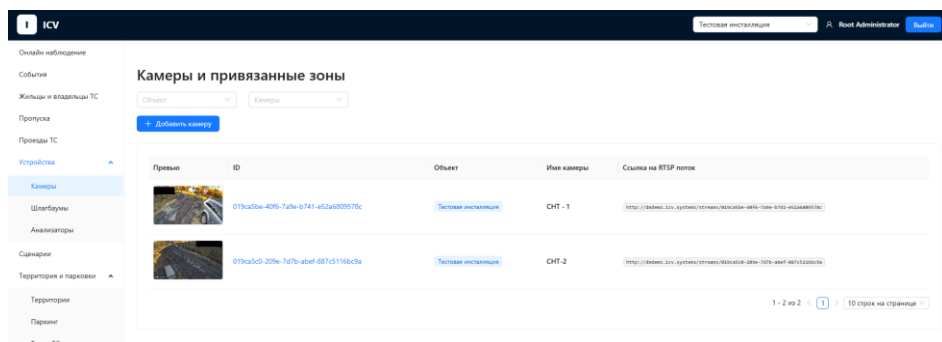 I ICV
Тестовая инсталляция
Root Administrator
Выйти
Онлайн наблюдение
События
Жильцы и владельцы ТС
Пропуска
Проезды ТС
Устройства
Камеры
Шлагбаумы
Анализаторы
Сценарии
Территория и парковки
Территории
Паркинг
Камеры и привязанные зоны
Объект
Камеры
+ Добавить камеру
Превью ID Объект Имя камеры Ссылка на RTSP поток
019ca5be-40f6-7a9e-b741-e52a6809578c Тестовая инсталляция СНТ - 1
019ca5c0-209e-7d7b-abef-887c5116bc9a Тестовая инсталляция СНТ-2
1 - 2 из 2 < 1 > 10 строк на странице